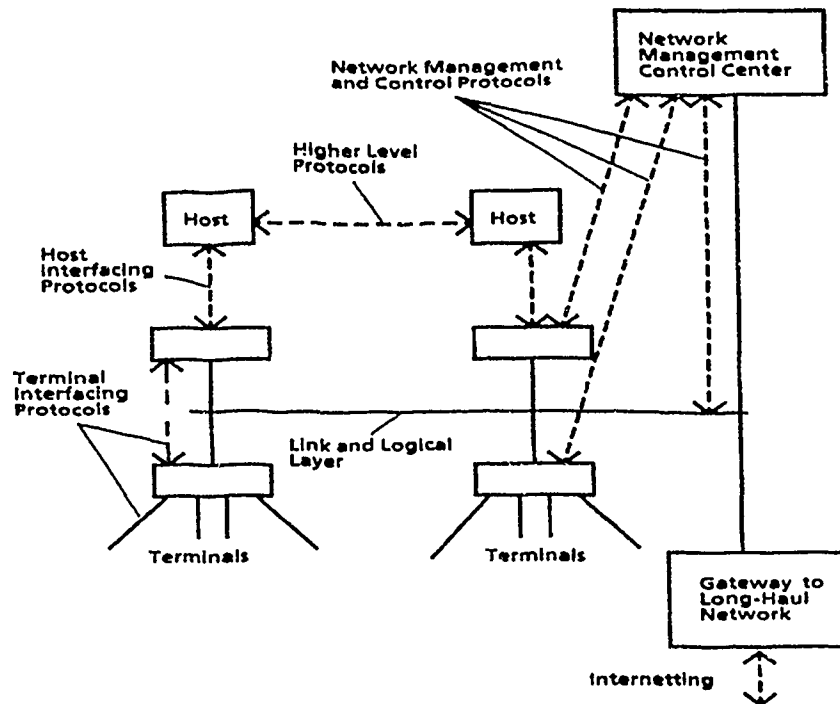 Network
Management
Control Center
Network Management
and Control Protocols
Higher Level
Protocols
Host
Host
Host
Interfacing
Protocols
Terminal
Interfacing
Protocols
Link and Logical
Layer
Terminals
Terminals
Gateway to
Long-Haul
Network
Internetting